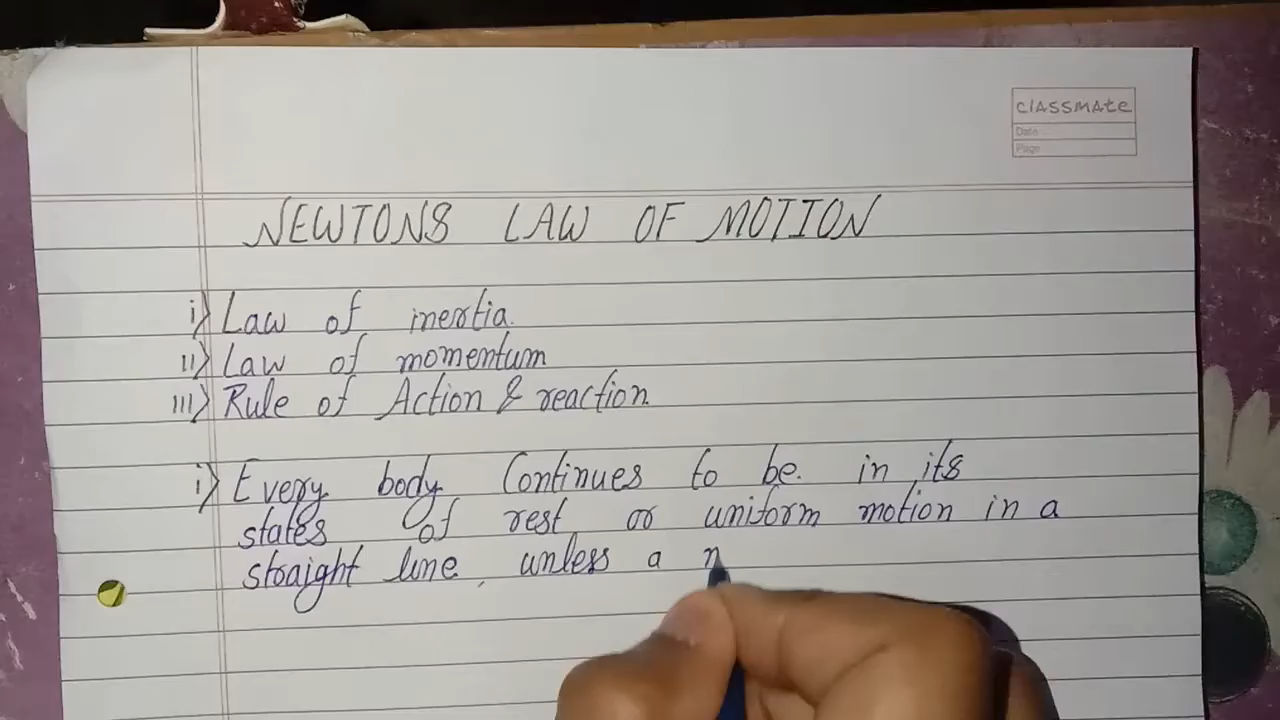 classmate
Date
Page
NEWTONS LAW OF MOTION
i) Law of inertia.
ii) Law of momentum
iii) Rule of Action & reaction.
i) Every body Continues to be. in its
states of rest or uniform motion in a
straight line, unless a n